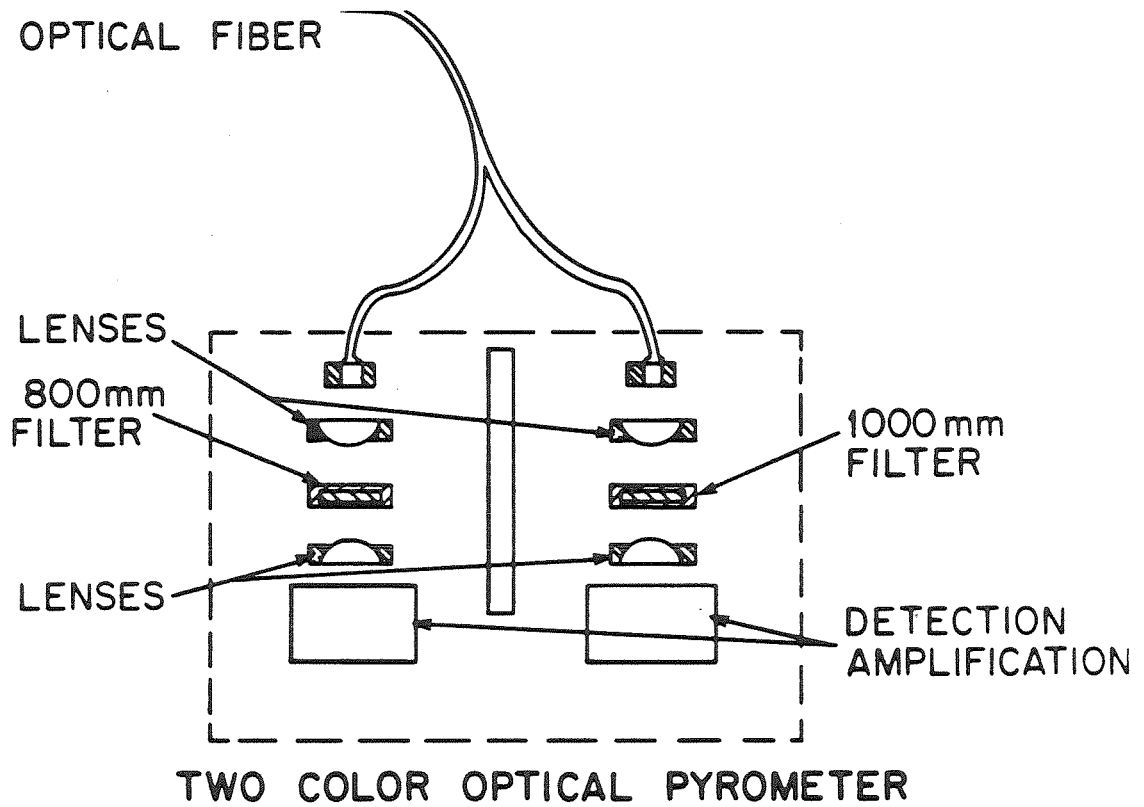 OPTICAL FIBER
LENSES
800mm
FILTER
1000mm
FILTER
LENSES
DETECTION
AMPLIFICATION
TWO COLOR OPTICAL PYROMETER